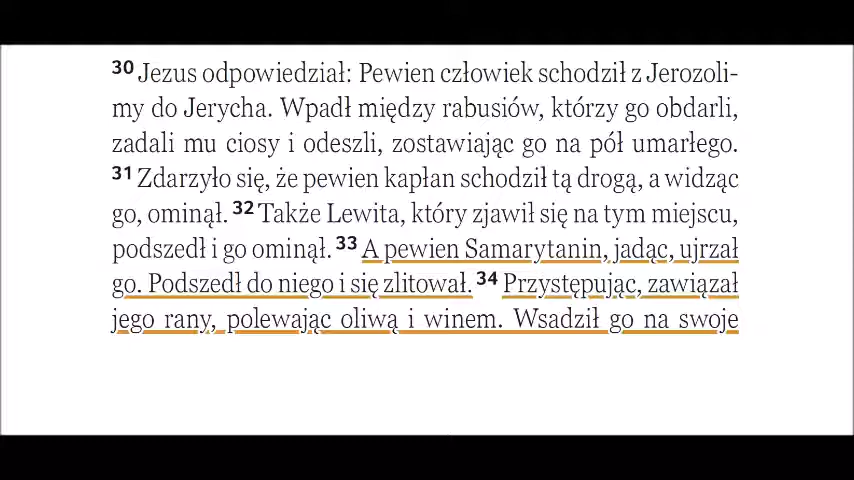 30 Jezus odpowiedział: Pewien człowiek schodził z Jerozoli-
my do Jerycha. Wpadł między rabusiów, którzy go obdarli,
zadali mu ciosy i odeszli, zostawiając go na pół umarłego.
31 Zdarzyło się, że pewien kapłan schodził tą drogą, a widząc
go, ominął. 32 Także Lewita, który zjawił się na tym miejscu,
podszedł i go ominął. 33 A pewien Samarytanin, jadąc, ujrzał
go. Podszedł do niego i się zlitował. 34 Przystępując, zawiązał
jego rany, polewając oliwą i winem. Wsadził go na swoje